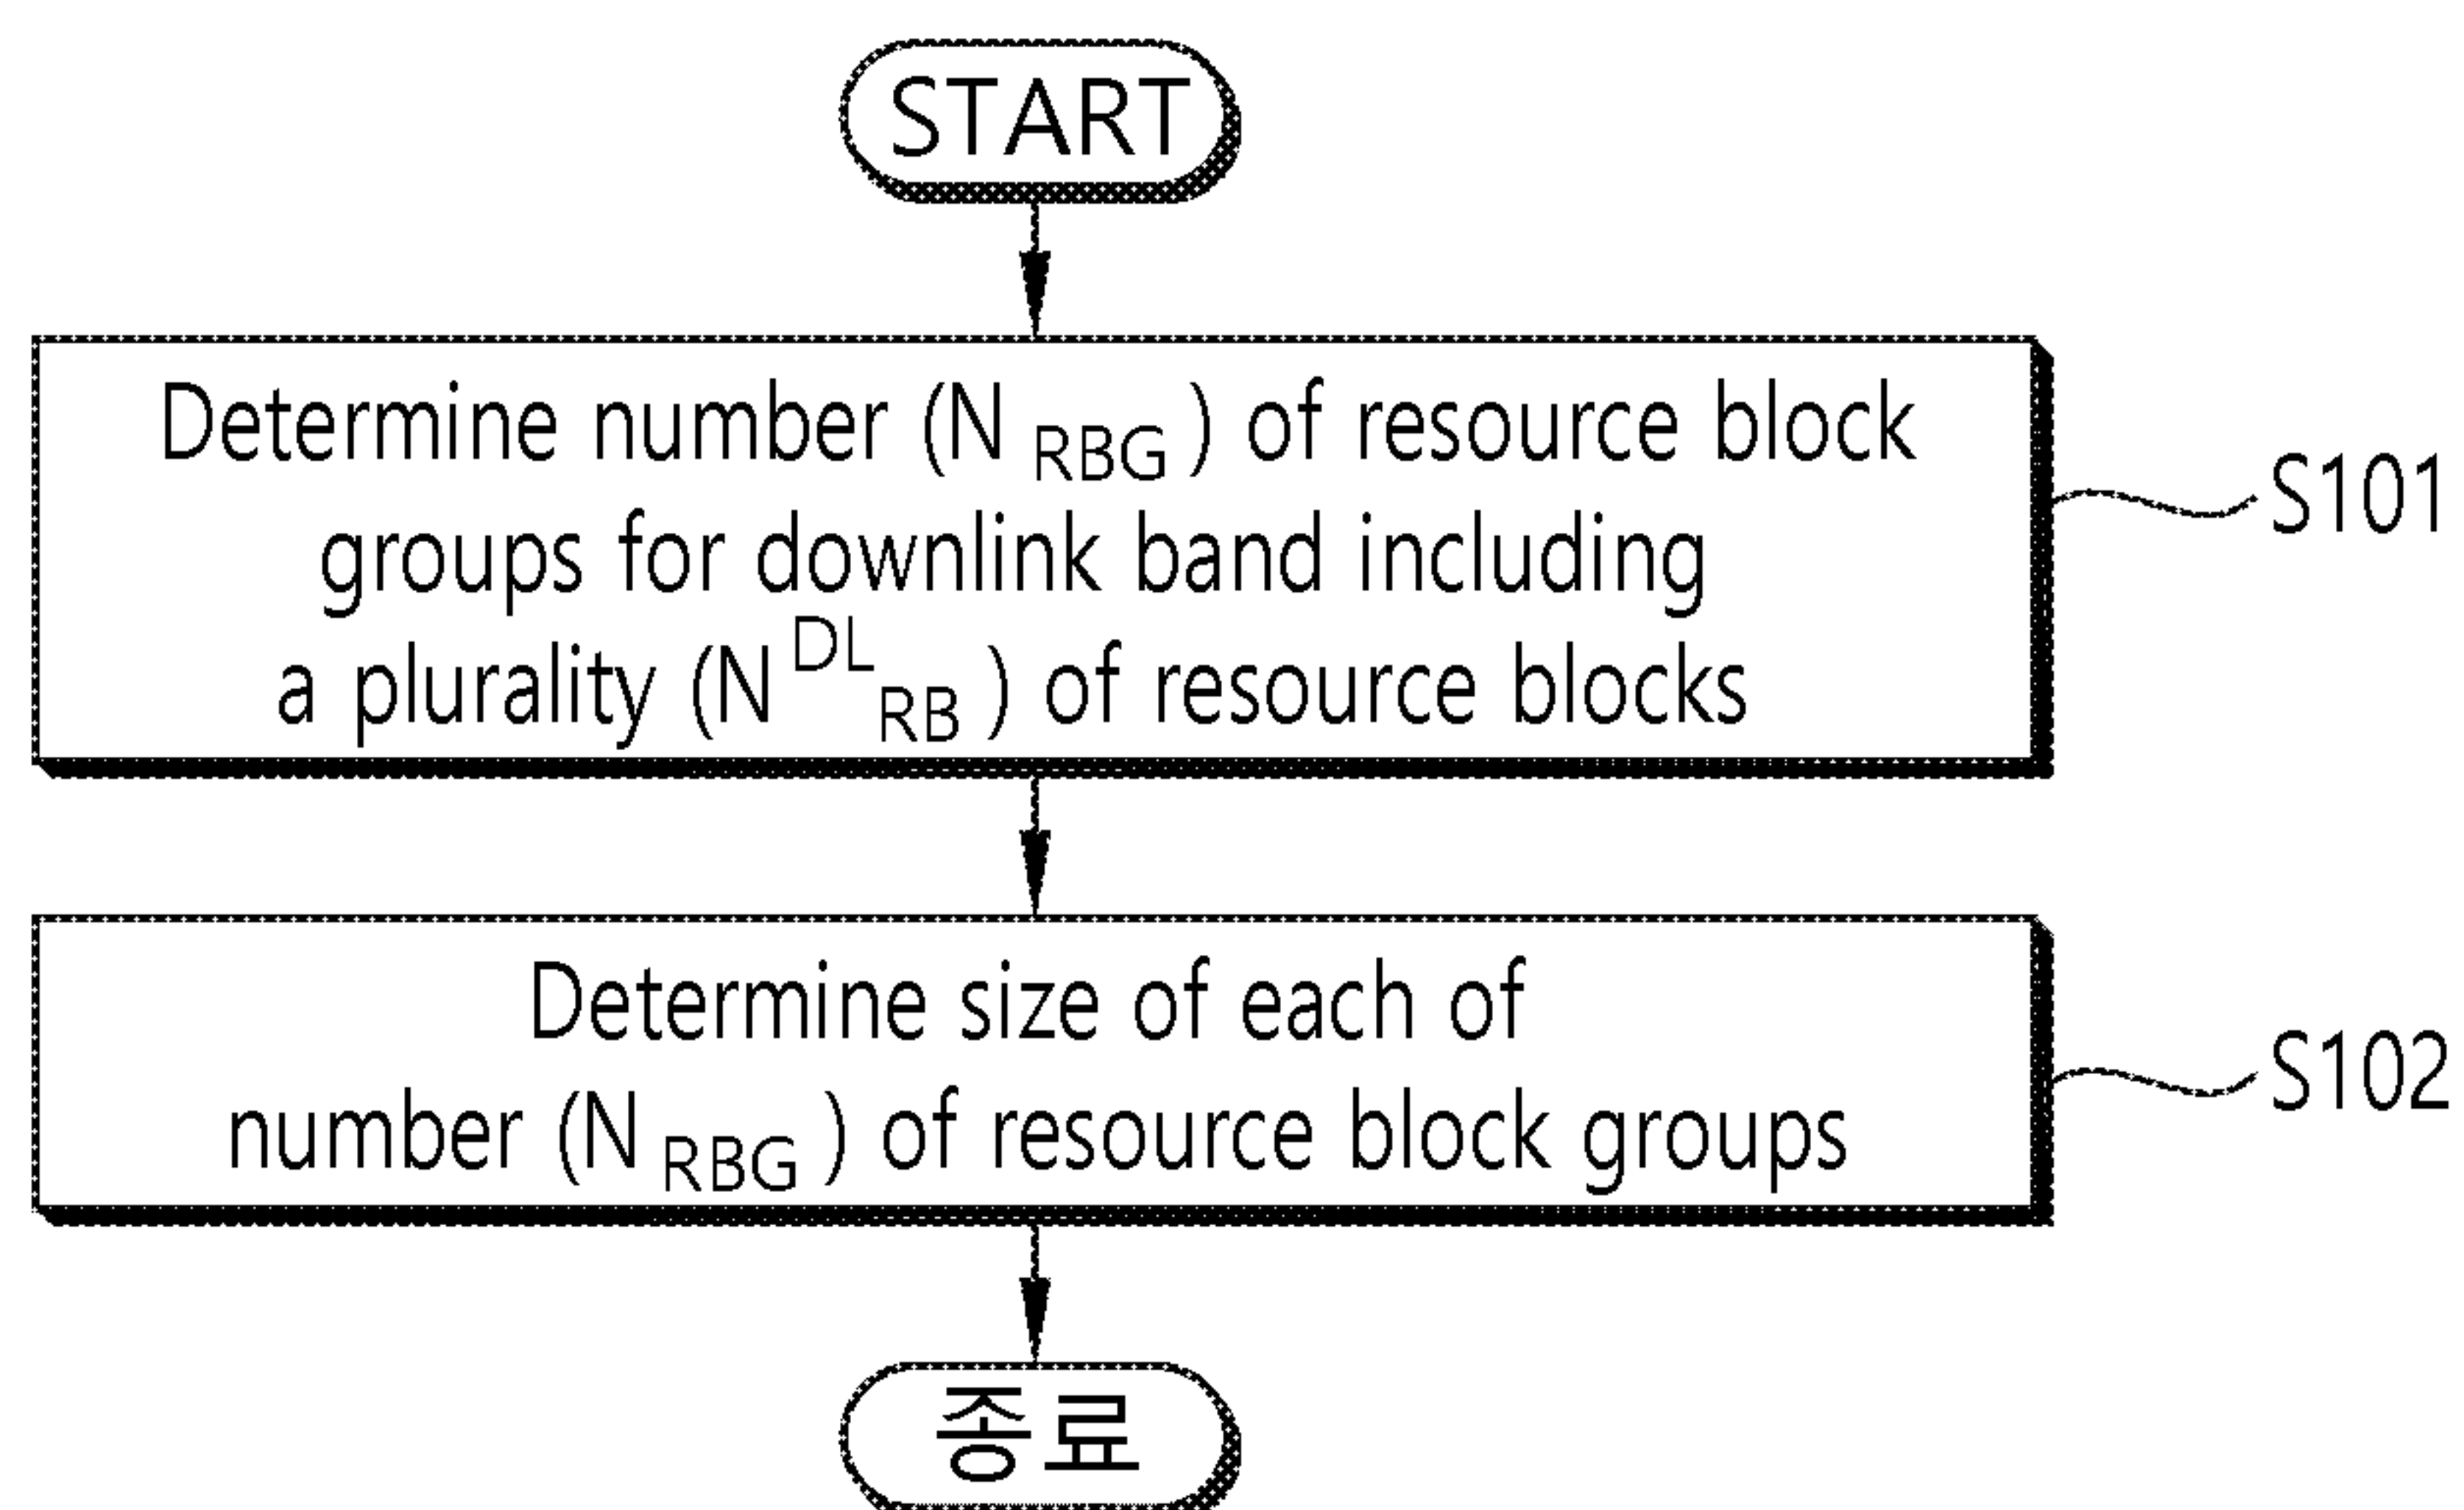 START
Determine number (N RBG) of resource block
groups for downlink band including
a plurality (N DL RB) of resource blocks
S101
Determine size of each of
number (N RBG) of resource block groups
S102
종료